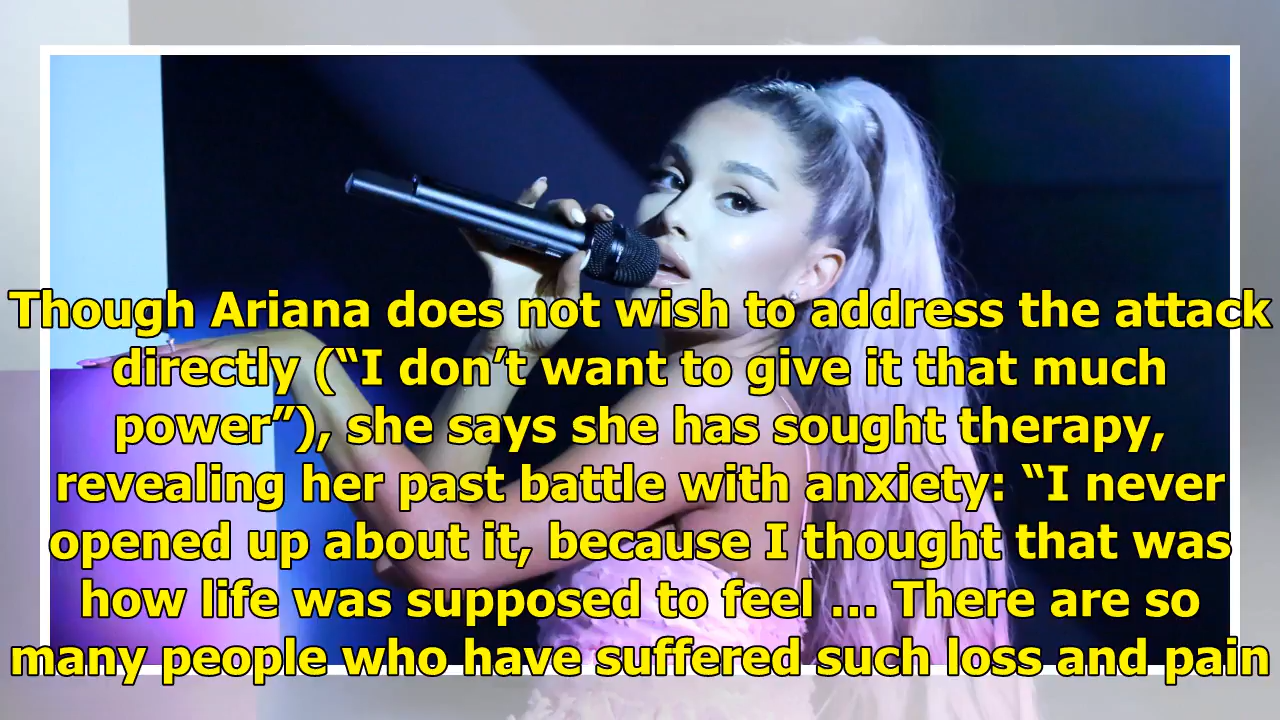 Though Ariana does not wish to address the attack
directly (“I don’t want to give it that much
power”), she says she has sought therapy,
revealing her past battle with anxiety: “I never
opened up about it, because I thought that was
how life was supposed to feel ... There are so
many people who have suffered such loss and pain